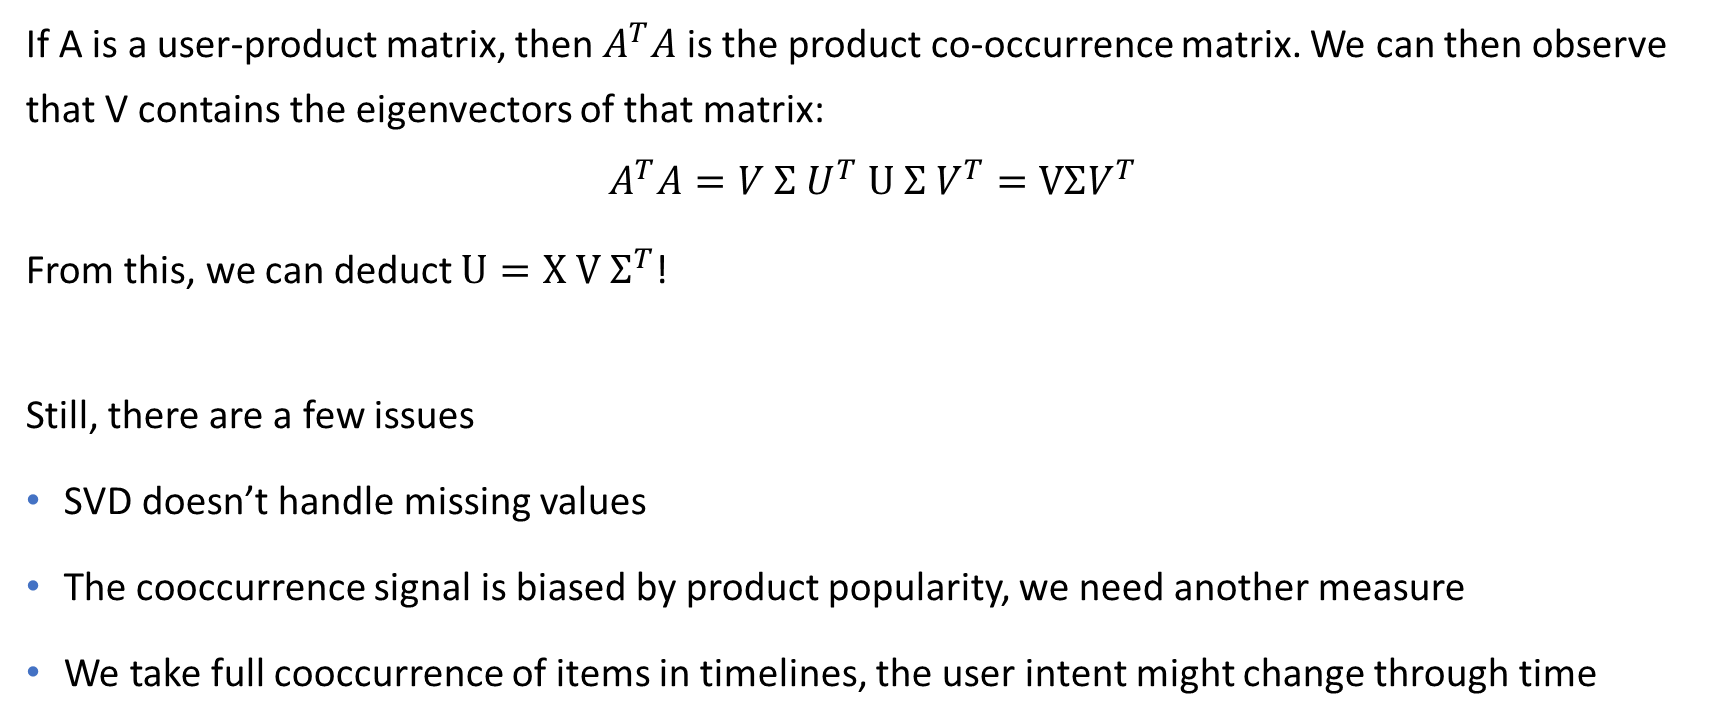 If A is a user-product matrix, then 𝐴ᵀ 𝐴 is the product co-occurrence matrix. We can then observe
that V contains the eigenvectors of that matrix:
𝐴ᵀ 𝐴 = 𝑉 Σ 𝑈ᵀ U Σ 𝑉ᵀ = VΣ𝑉ᵀ
From this, we can deduct U = X V Σᵀ!
Still, there are a few issues
• SVD doesn’t handle missing values
• The cooccurrence signal is biased by product popularity, we need another measure
• We take full cooccurrence of items in timelines, the user intent might change through time